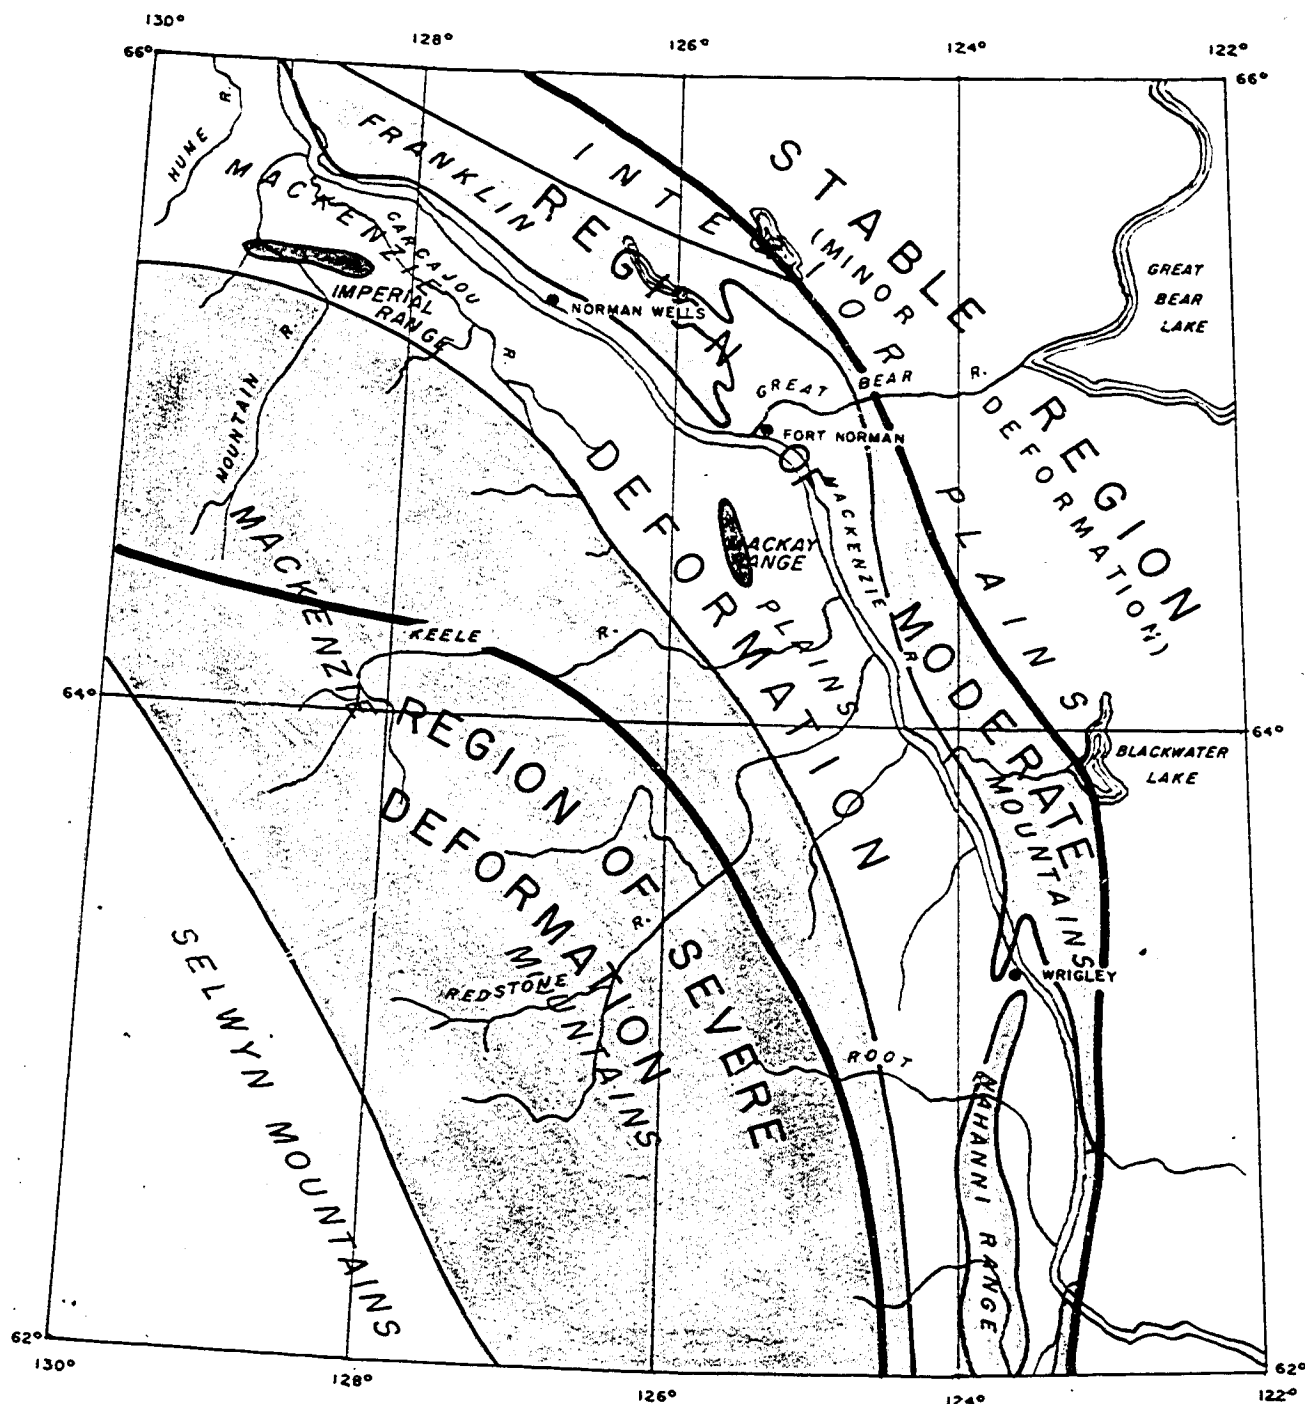 130°
128°
126°
124°
122°
66°
66°
HUME R.
MACKENZIE
PLAINS
FRANKLIN
MOUNTAINS
INTERIOR
PLAINS
STABLE
REGION
(MINOR
DEFORMATION)
REGION
OF
MODERATE
DEFORMATION
CARCAJOU
R.
IMPERIAL
RANGE
NORMAN WELLS
GREAT
BEAR
LAKE
GREAT BEAR R.
FORT NORMAN
MOUNTAIN
R.
MACKENZIE
R.
MACKAY
RANGE
MACKENZIE
MOUNTAINS
KEELE R.
64°
64°
REGION OF SEVERE
DEFORMATION
BLACKWATER
LAKE
REDSTONE
R.
WRIGLEY
ROOT
R.
NAHANNI RANGE
SELWYN MOUNTAINS
62°
62°
130°
128°
126°
124°
122°